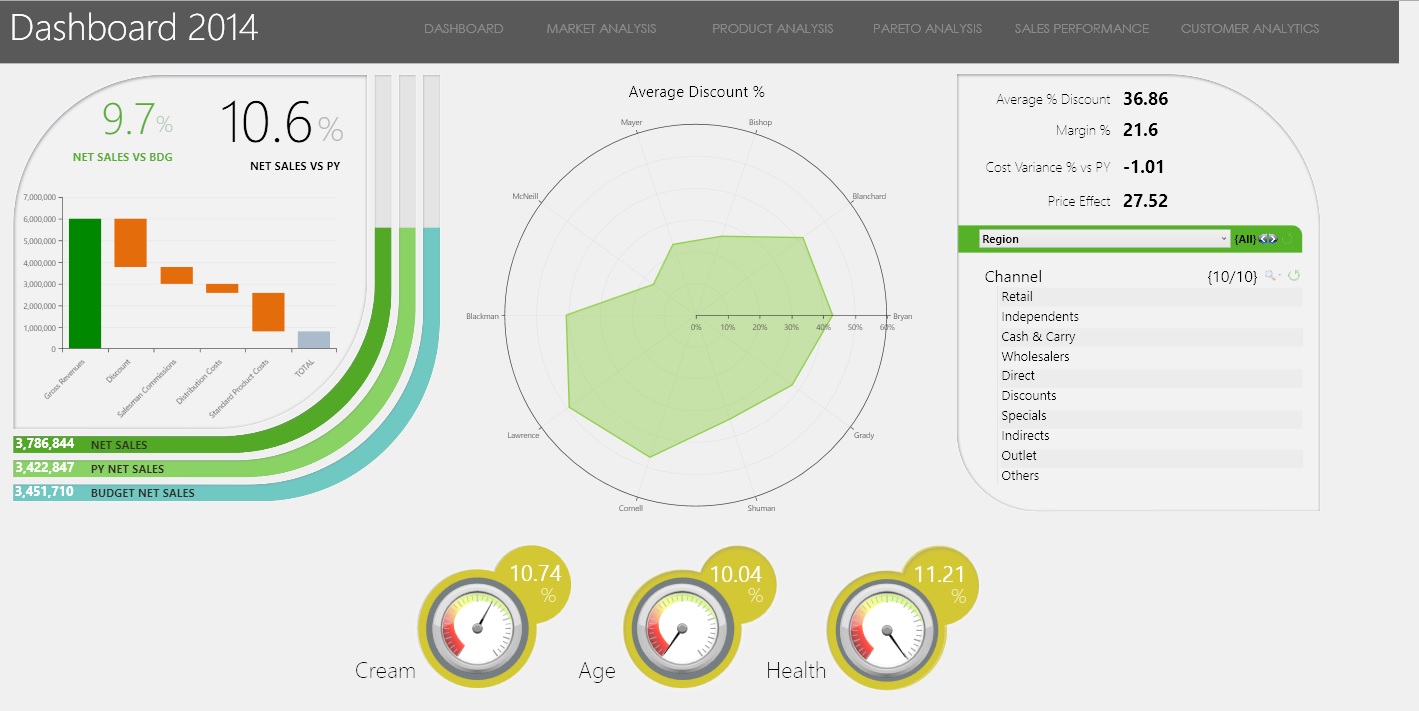 Dashboard 2014
DASHBOARD MARKET ANALYSIS PRODUCT ANALYSIS PARETO ANALYSIS SALES PERFORMANCE CUSTOMER ANALYTICS
9.7%
NET SALES VS BDG
10.6%
NET SALES VS PY
7,000,000
6,000,000
5,000,000
4,000,000
3,000,000
2,000,000
1,000,000
0
Gross Revenues
Discount
Salesman Commissions
Distribution Costs
Standard Product Costs
TOTAL
3,786,844 NET SALES
3,422,847 PY NET SALES
3,451,710 BUDGET NET SALES
Average Discount %
Mayer
Bishop
McNeill
Blanchard
Blackman
Bryan
0% 10% 20% 30% 40% 50% 60%
Lawrence
Grady
Cornell
Shuman
Average % Discount 36.86
Margin % 21.6
Cost Variance % vs PY -1.01
Price Effect 27.52
Region {All}
Channel {10/10}
Retail
Independents
Cash & Carry
Wholesalers
Direct
Discounts
Specials
Indirects
Outlet
Others
10.74
%
Cream
10.04
%
Age
11.21
%
Health